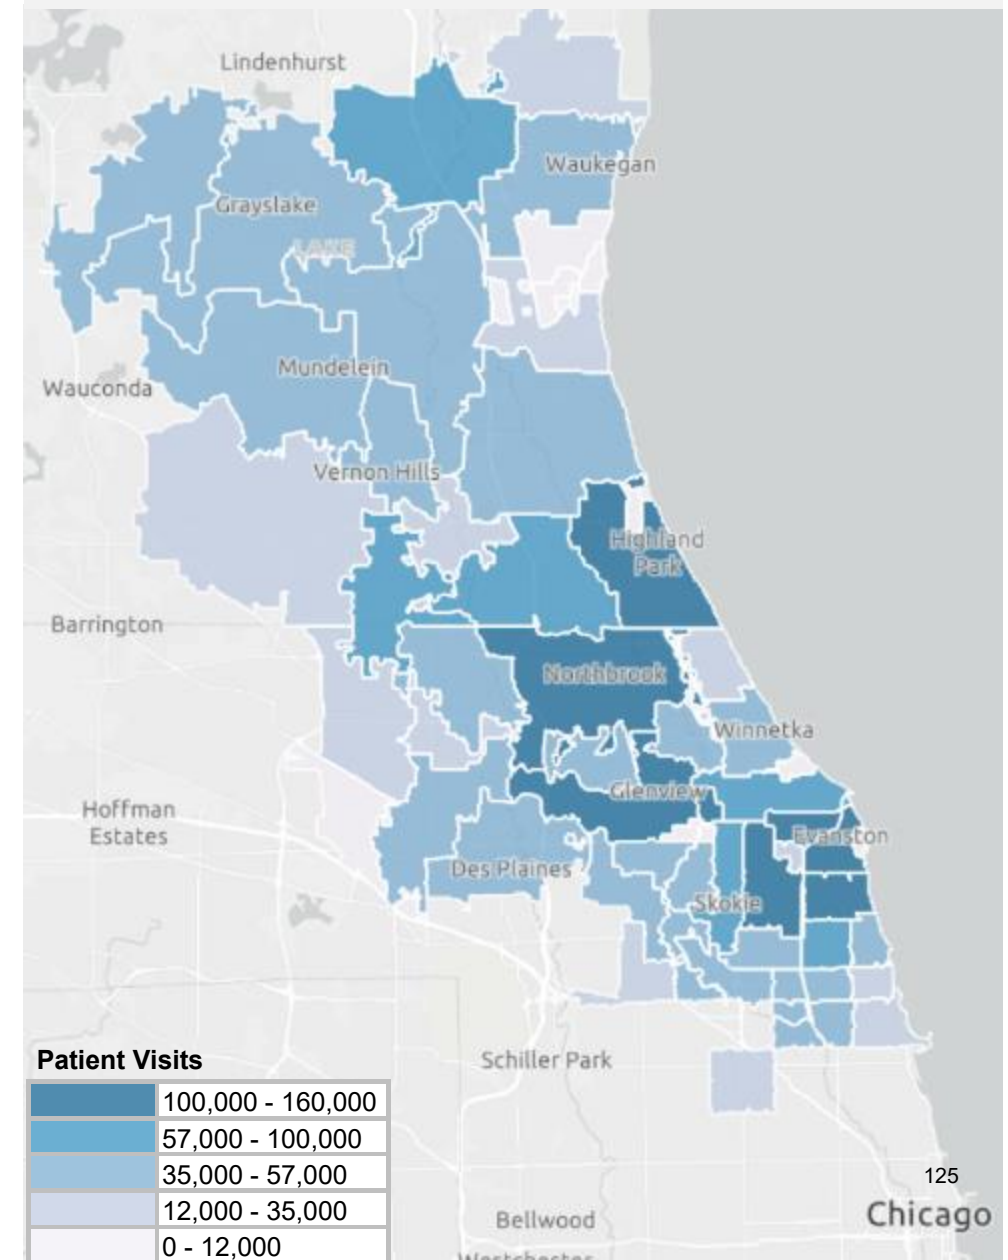 Lindenhurst
Waukegan
Grayslake
LAKE
Mundelein
Wauconda
Vernon Hills
Highland
Park
Barrington
Northbrook
Winnetka
Glenview
Hoffman
Estates
Evanston
Des Plaines
Skokie
Schiller Park
Patient Visits
100,000 - 160,000
57,000 - 100,000
35,000 - 57,000
12,000 - 35,000
0 - 12,000
125
Chicago
Bellwood
Westchester